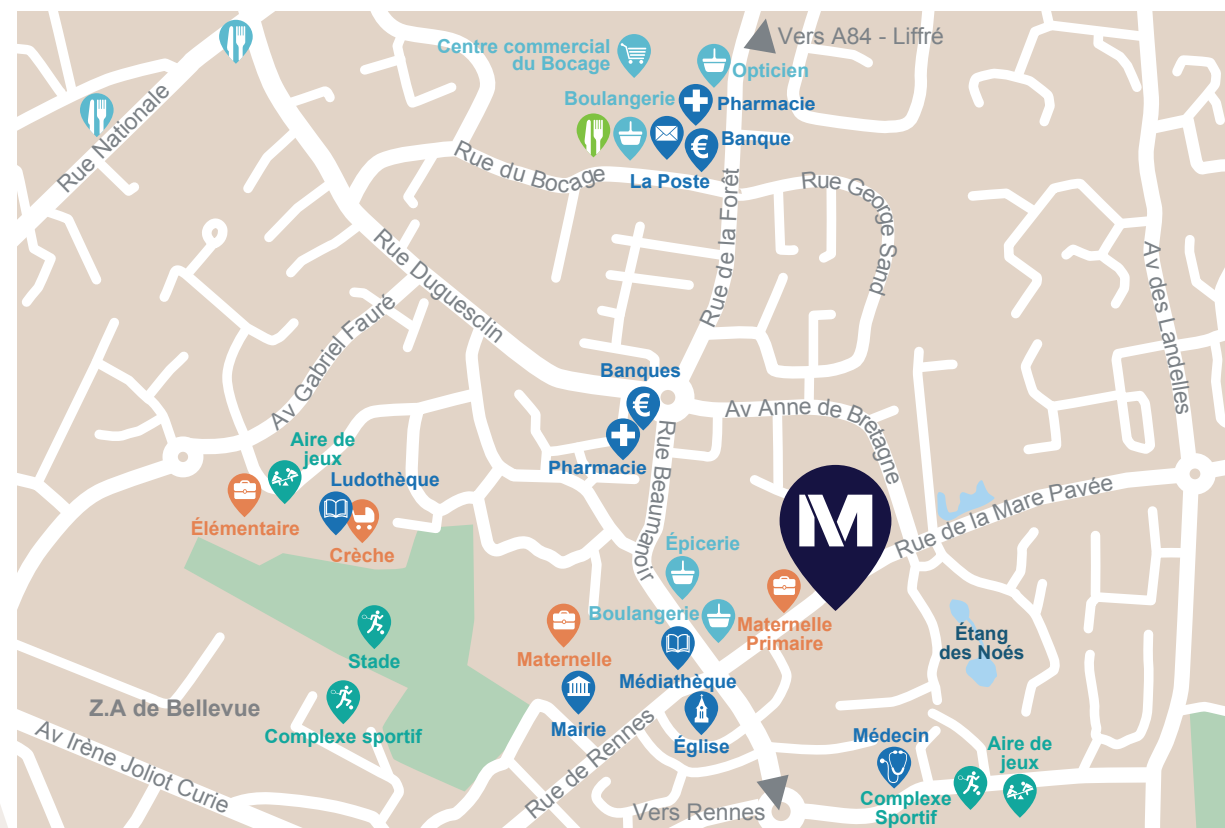 Centre commercial
du Bocage
Vers A84 - Liffré
Opticien
Boulangerie
Pharmacie
Banque
La Poste
Rue Nationale
Rue du Bocage
Rue George Sand
Rue de la Forêt
Rue Duguesclin
Av des Landelles
Av Gabriel Faurè
Banques
€
Pharmacie
Av Anne de Bretagne
Rue Beaumanoir
Aire de
jeux
Ludothèque
Élémentaire
Crèche
M
Rue de la Mare Pavée
Épicerie
Boulangerie
Maternelle
Primaire
Étang
des Noés
Stade
Maternelle
Médiathèque
Z.A de Bellevue
Complexe sportif
Mairie
Église
Rue de Rennes
Médecin
Aire de
jeux
Av Irène Joliot Curie
Vers Rennes
Complexe
Sportif
€